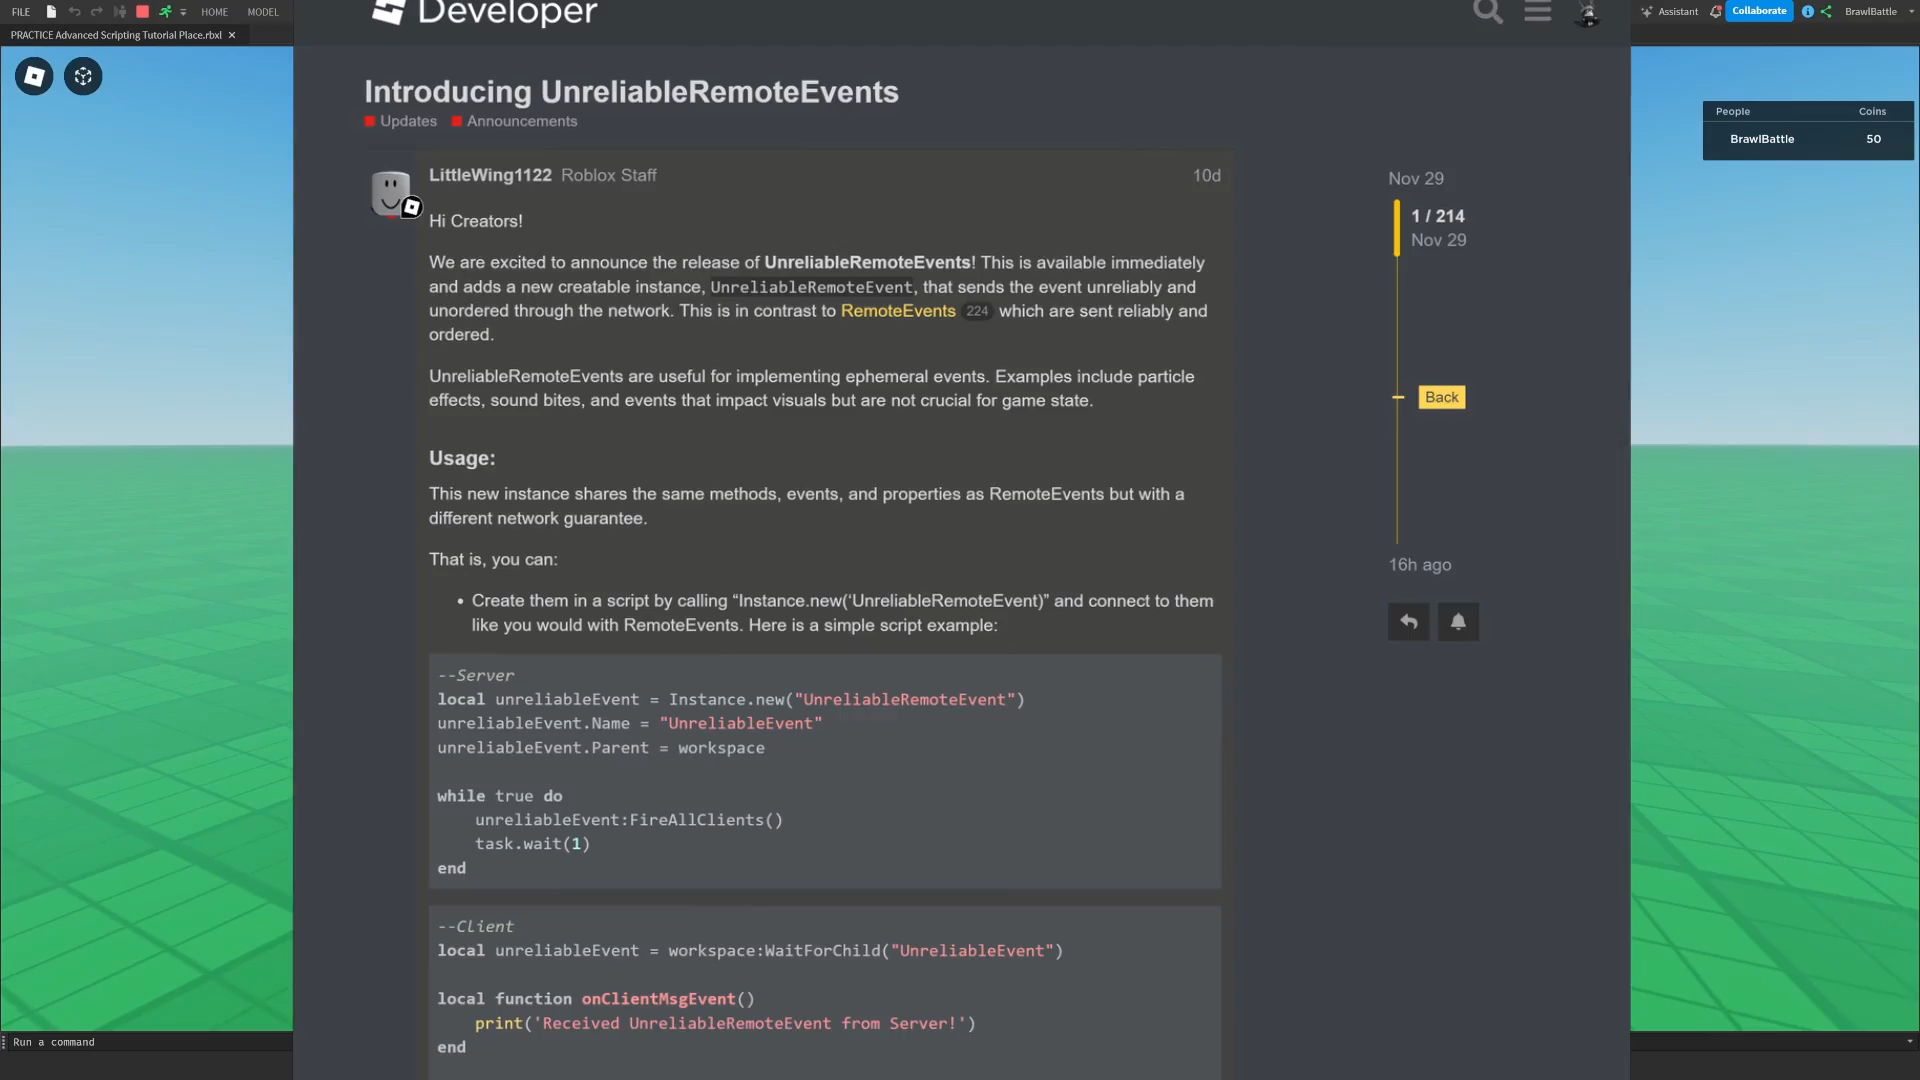 FILE HOME MODEL
Developer
Assistant Collaborate BrawlBattle
PRACTICE Advanced Scripting Tutorial Place.rbxl ×
Introducing UnreliableRemoteEvents
Updates Announcements
People Coins
BrawlBattle 50
LittleWing1122 Roblox Staff 10d
Hi Creators!
We are excited to announce the release of UnreliableRemoteEvents! This is available immediately
and adds a new creatable instance, UnreliableRemoteEvent, that sends the event unreliably and
unordered through the network. This is in contrast to RemoteEvents 224 which are sent reliably and
ordered.
UnreliableRemoteEvents are useful for implementing ephemeral events. Examples include particle
effects, sound bites, and events that impact visuals but are not crucial for game state.
Usage:
This new instance shares the same methods, events, and properties as RemoteEvents but with a
different network guarantee.
That is, you can:
• Create them in a script by calling “Instance.new(‘UnreliableRemoteEvent)” and connect to them
like you would with RemoteEvents. Here is a simple script example:
--Server
local unreliableEvent = Instance.new("UnreliableRemoteEvent")
unreliableEvent.Name = "UnreliableEvent"
unreliableEvent.Parent = workspace
while true do
unreliableEvent:FireAllClients()
task.wait(1)
end
--Client
local unreliableEvent = workspace:WaitForChild("UnreliableEvent")
local function onClientMsgEvent()
print('Received UnreliableRemoteEvent from Server!')
end
Nov 29
1 / 214
Nov 29
Back
16h ago
Run a command